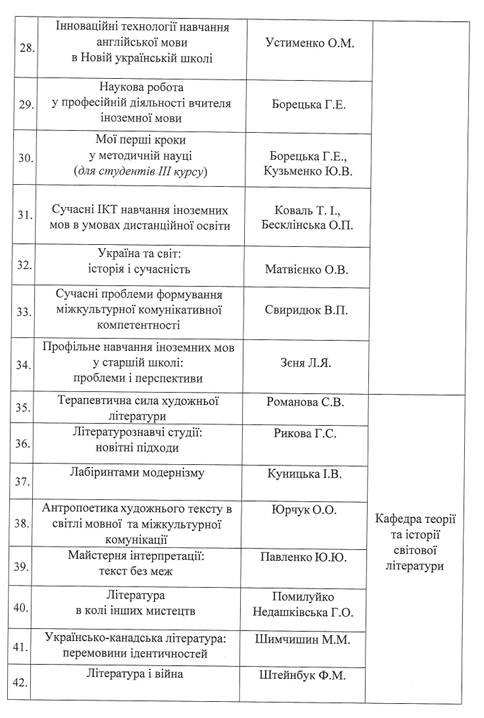 28.
Інноваційні технології навчання
англійської мови
в Новій українській школі
Устименко О.М.
29.
Наукова робота
у професійній діяльності вчителя
іноземної мови
Борецька Г.Е.
30.
Мої перші кроки
у методичній науці
(для студентів ІІІ курсу)
Борецька Г.Е.,
Кузьменко Ю.В.
31.
Сучасні ІКТ навчання іноземних
мов в умовах дистанційної освіти
Коваль Т. І.,
Бесклінська О.П.
32.
Україна та світ:
історія і сучасність
Матвієнко О.В.
33.
Сучасні проблеми формування
міжкультурної комунікативної
компетентності
Свиридюк В.П.
34.
Профільне навчання іноземних мов
у старшій школі:
проблеми і перспективи
Зєня Л.Я.
35.
Терапевтична сила художньої
літератури
Романова С.В.
36.
Літературознавчі студії:
новітні підходи
Рикова Г.С.
37.
Лабіринтами модернізму
Куницька І.В.
38.
Антропоетика художнього тексту в
світлі мовної та міжкультурної
комунікації
Юрчук О.О.
39.
Майстерня інтерпретації:
текст без меж
Павленко Ю.Ю.
40.
Література
в колі інших мистецтв
Помилуйко
Недашківська Г.О.
41.
Українсько-канадська література:
перемовини ідентичностей
Шимчишин М.М.
42.
Література і війна
Штейнбук Ф.М.
Кафедра теорії
та історії
світової
літератури